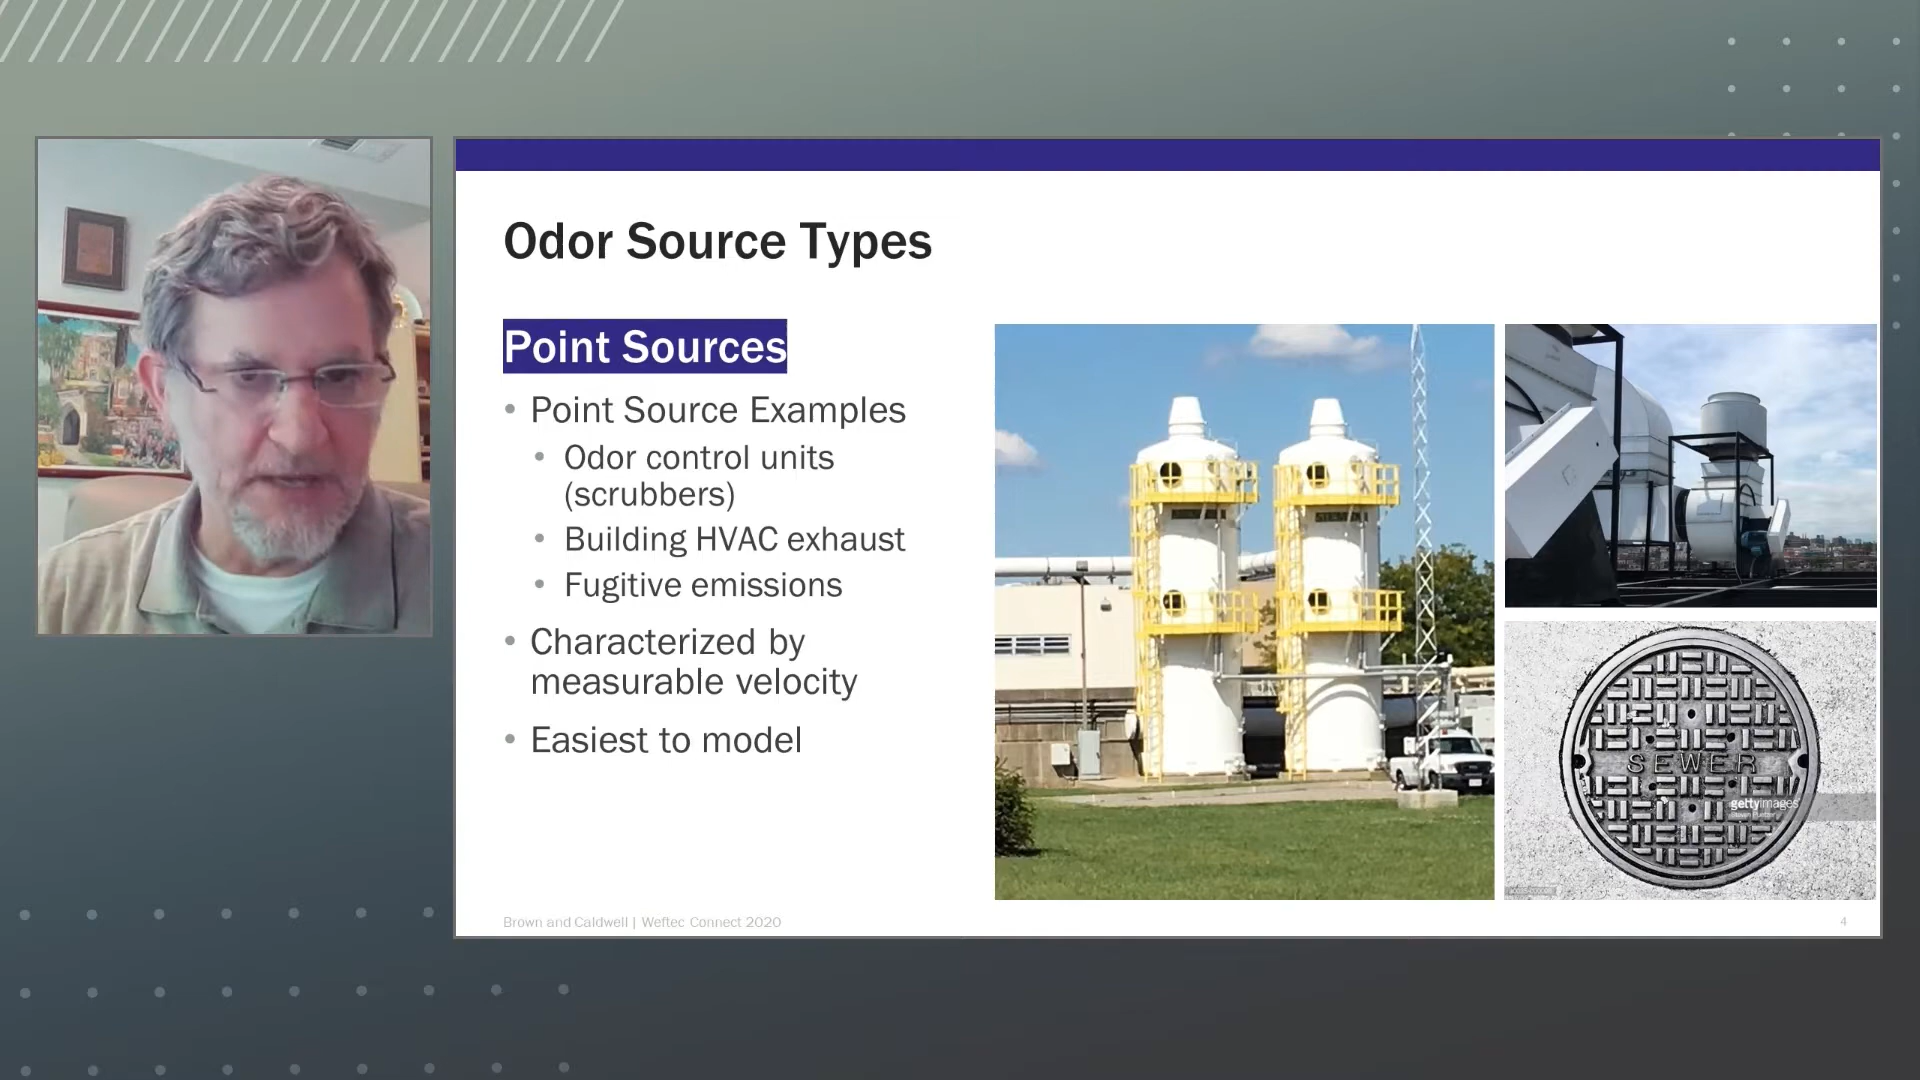 Odor Source Types
Point Sources
• Point Source Examples
• Odor control units
(scrubbers)
• Building HVAC exhaust
• Fugitive emissions
• Characterized by
measurable velocity
• Easiest to model
SEWER
gettyimages
Brown and Caldwell | Weftec Connect 2020
4